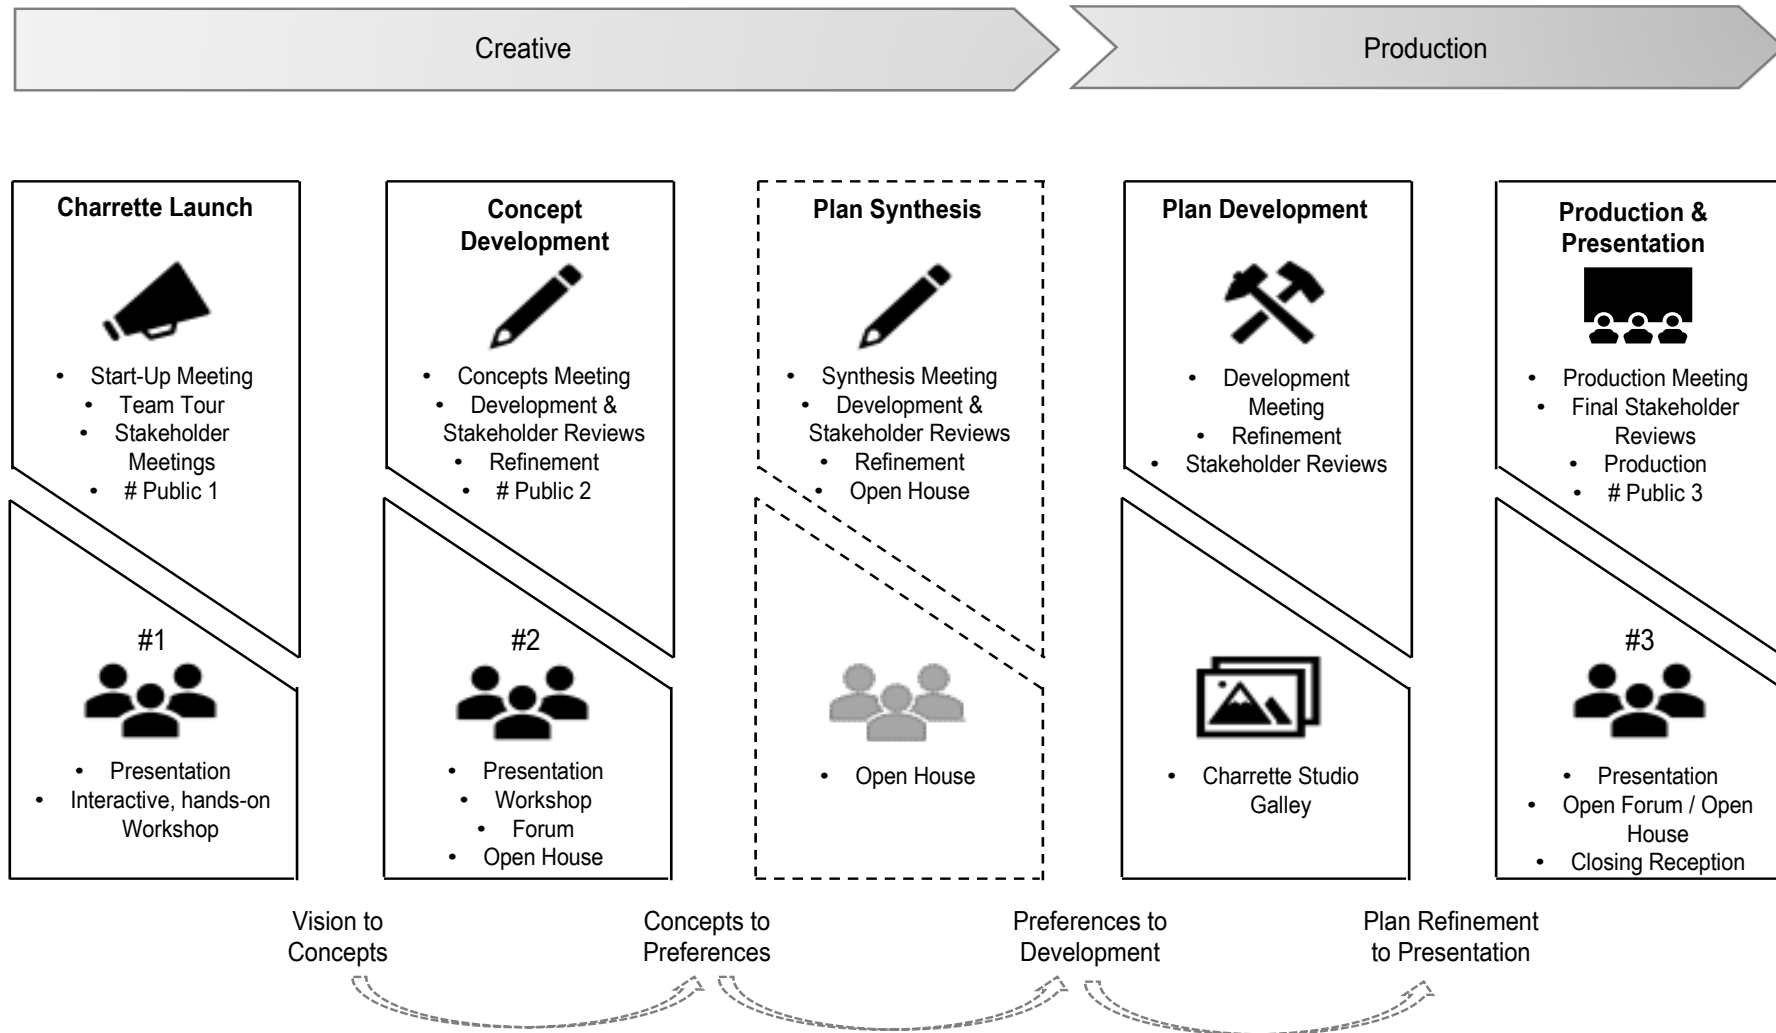 Creative
Production
Charrette Launch
• Start-Up Meeting
• Team Tour
• Stakeholder
Meetings
• # Public 1
#1
• Presentation
• Interactive, hands-on
Workshop
Concept
Development
• Concepts Meeting
• Development &
Stakeholder Reviews
• Refinement
• # Public 2
#2
• Presentation
• Workshop
• Forum
• Open House
Plan Synthesis
• Synthesis Meeting
• Development &
Stakeholder Reviews
• Refinement
• Open House
• Open House
Plan Development
• Development
Meeting
• Refinement
• Stakeholder Reviews
• Charrette Studio
Galley
Production &
Presentation
• Production Meeting
• Final Stakeholder
Reviews
• Production
• # Public 3
#3
• Presentation
• Open Forum / Open
House
• Closing Reception
Vision to
Concepts
Concepts to
Preferences
Preferences to
Development
Plan Refinement
to Presentation